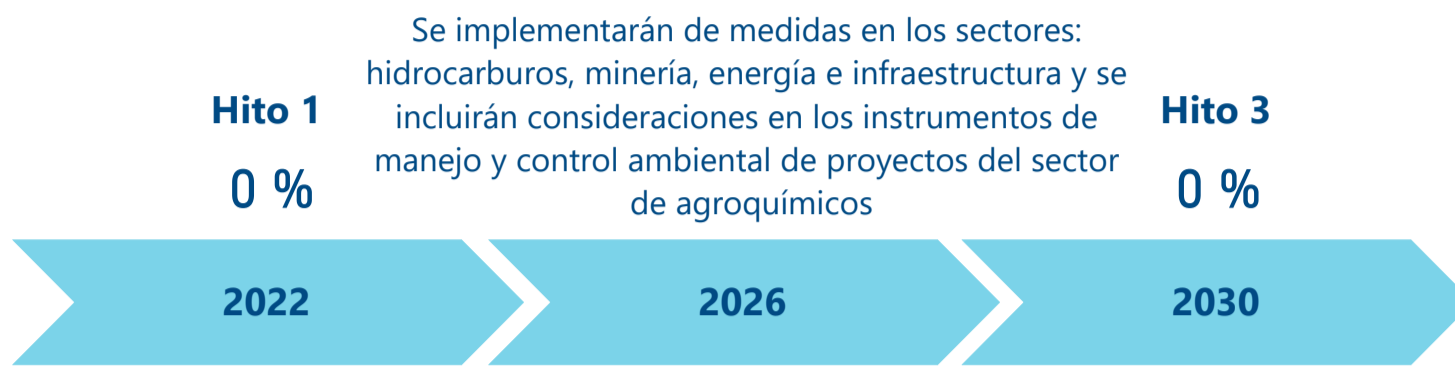 Hito 1
0 %
Se implementarán de medidas en los sectores:
hidrocarburos, minería, energía e infraestructura y se
incluirán consideraciones en los instrumentos de
manejo y control ambiental de proyectos del sector
de agroquímicos
Hito 3
0 %
2022
2026
2030